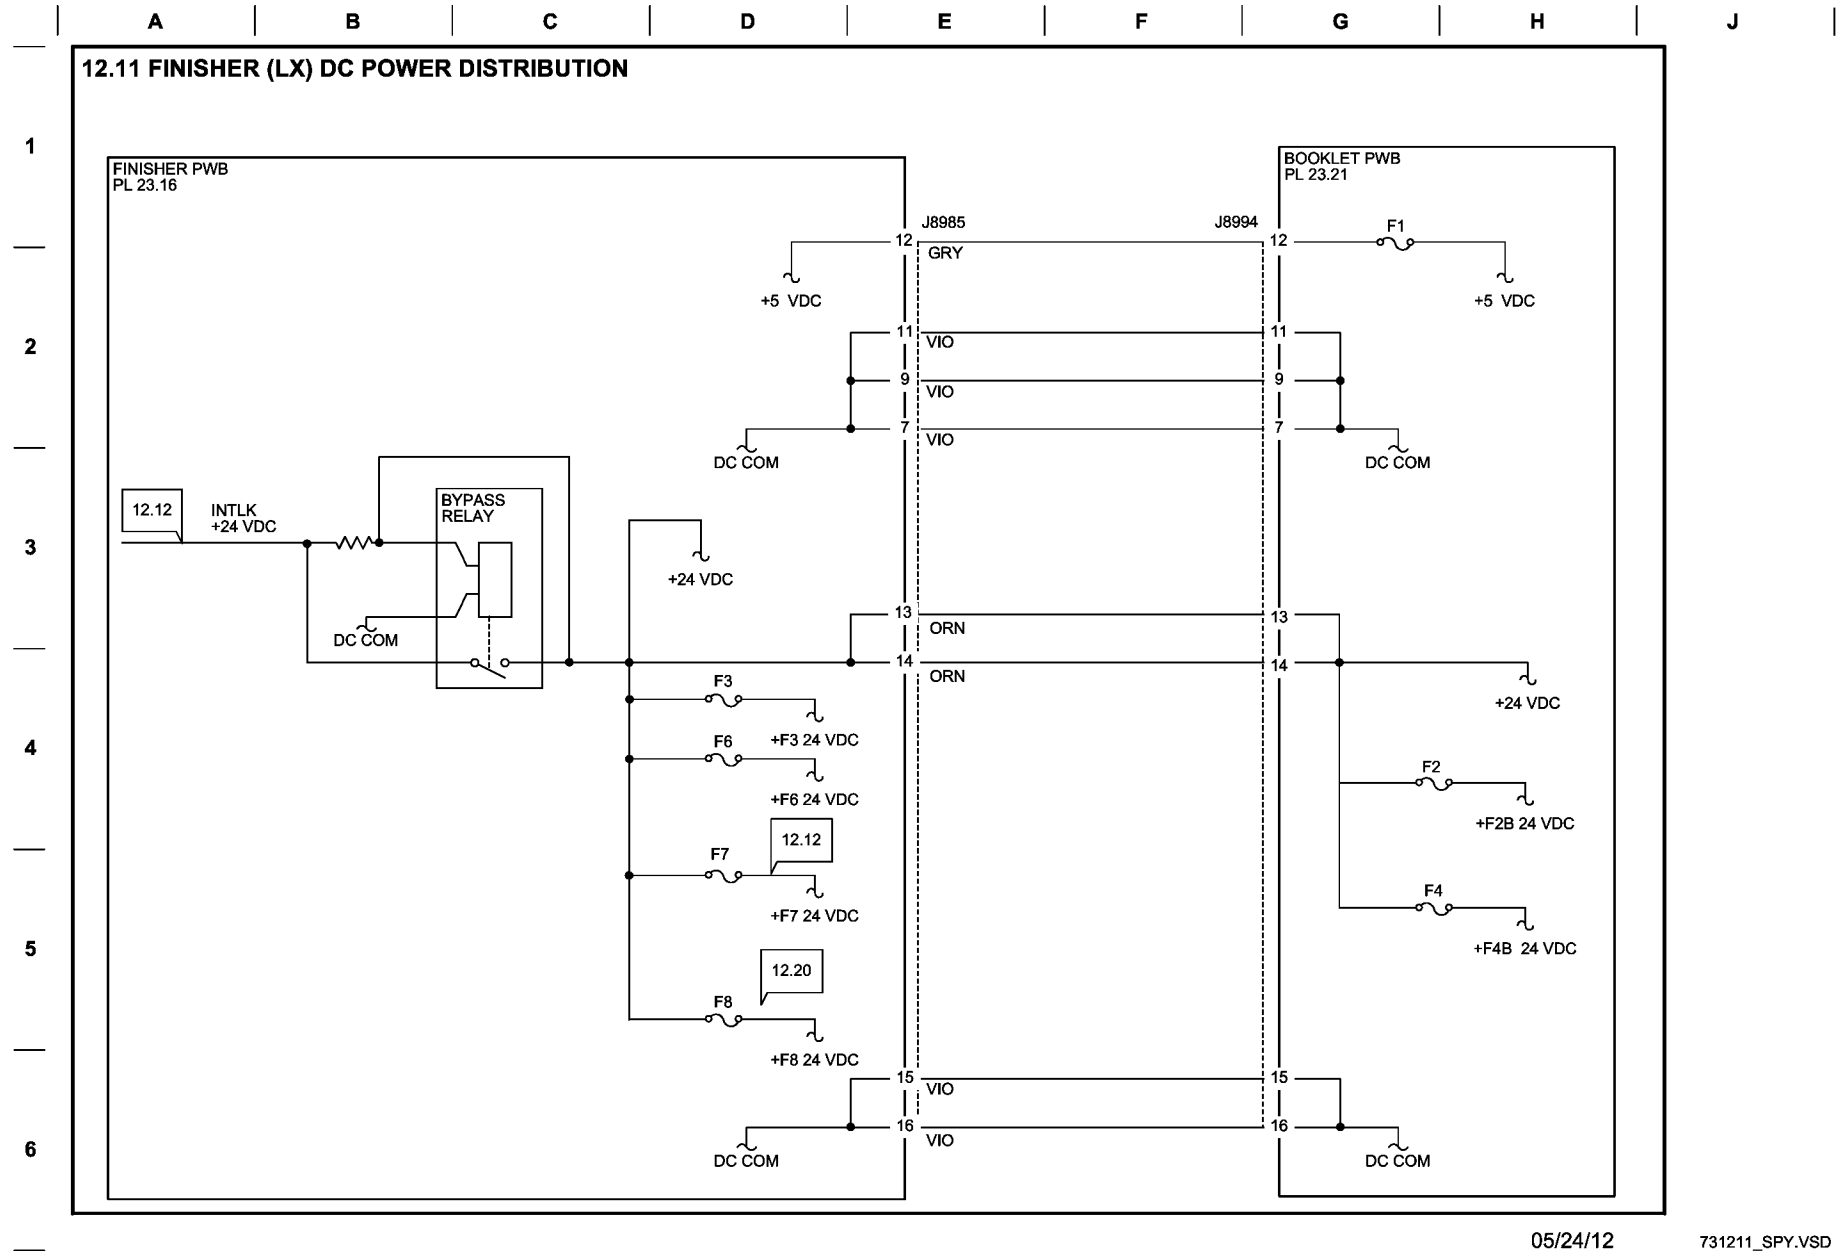 A B C D E F G H J
12.11 FINISHER (LX) DC POWER DISTRIBUTION
1
FINISHER PWB
PL 23.16
BOOKLET PWB
PL 23.21
J8985
J8994
F1
12
12
GRY
+5 VDC
+5 VDC
2
11
11
VIO
9
9
VIO
7
7
VIO
DC COM
DC COM
3
12.12
INTLK
+24 VDC
BYPASS
RELAY
+24 VDC
DC COM
13
13
ORN
14
14
ORN
+24 VDC
4
F3
+F3 24 VDC
F6
+F6 24 VDC
F2
+F2B 24 VDC
12.12
F7
+F7 24 VDC
F4
+F4B 24 VDC
5
12.20
F8
+F8 24 VDC
15
15
VIO
16
16
VIO
6
DC COM
DC COM
05/24/12
731211_SPY.VSD